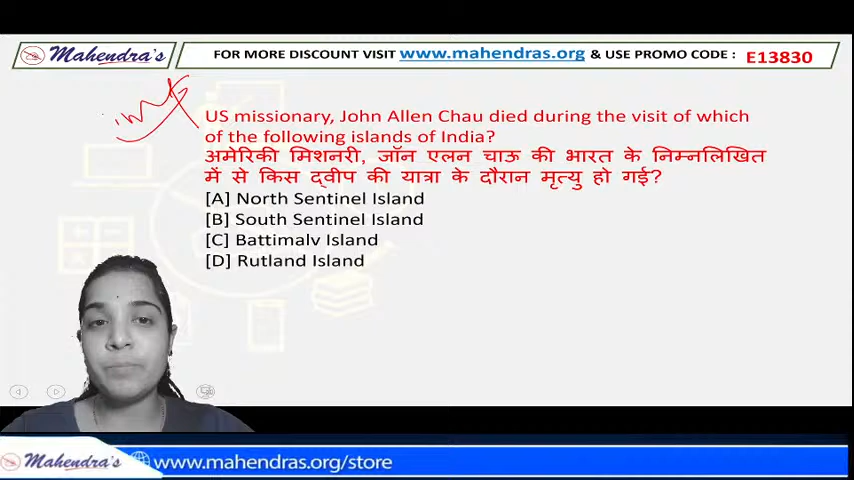 Mahendra's
FOR MORE DISCOUNT VISIT www.mahendras.org & USE PROMO CODE : E13830
imp
US missionary, John Allen Chau died during the visit of which
of the following islands of India?
अमेरिकी मिशनरी, जॉन एलन चाऊ की भारत के निम्नलिखित
में से किस द्वीप की यात्रा के दौरान मृत्यु हो गई?
[A] North Sentinel Island
[B] South Sentinel Island
[C] Battimalv Island
[D] Rutland Island
Mahendra's www.mahendras.org/store